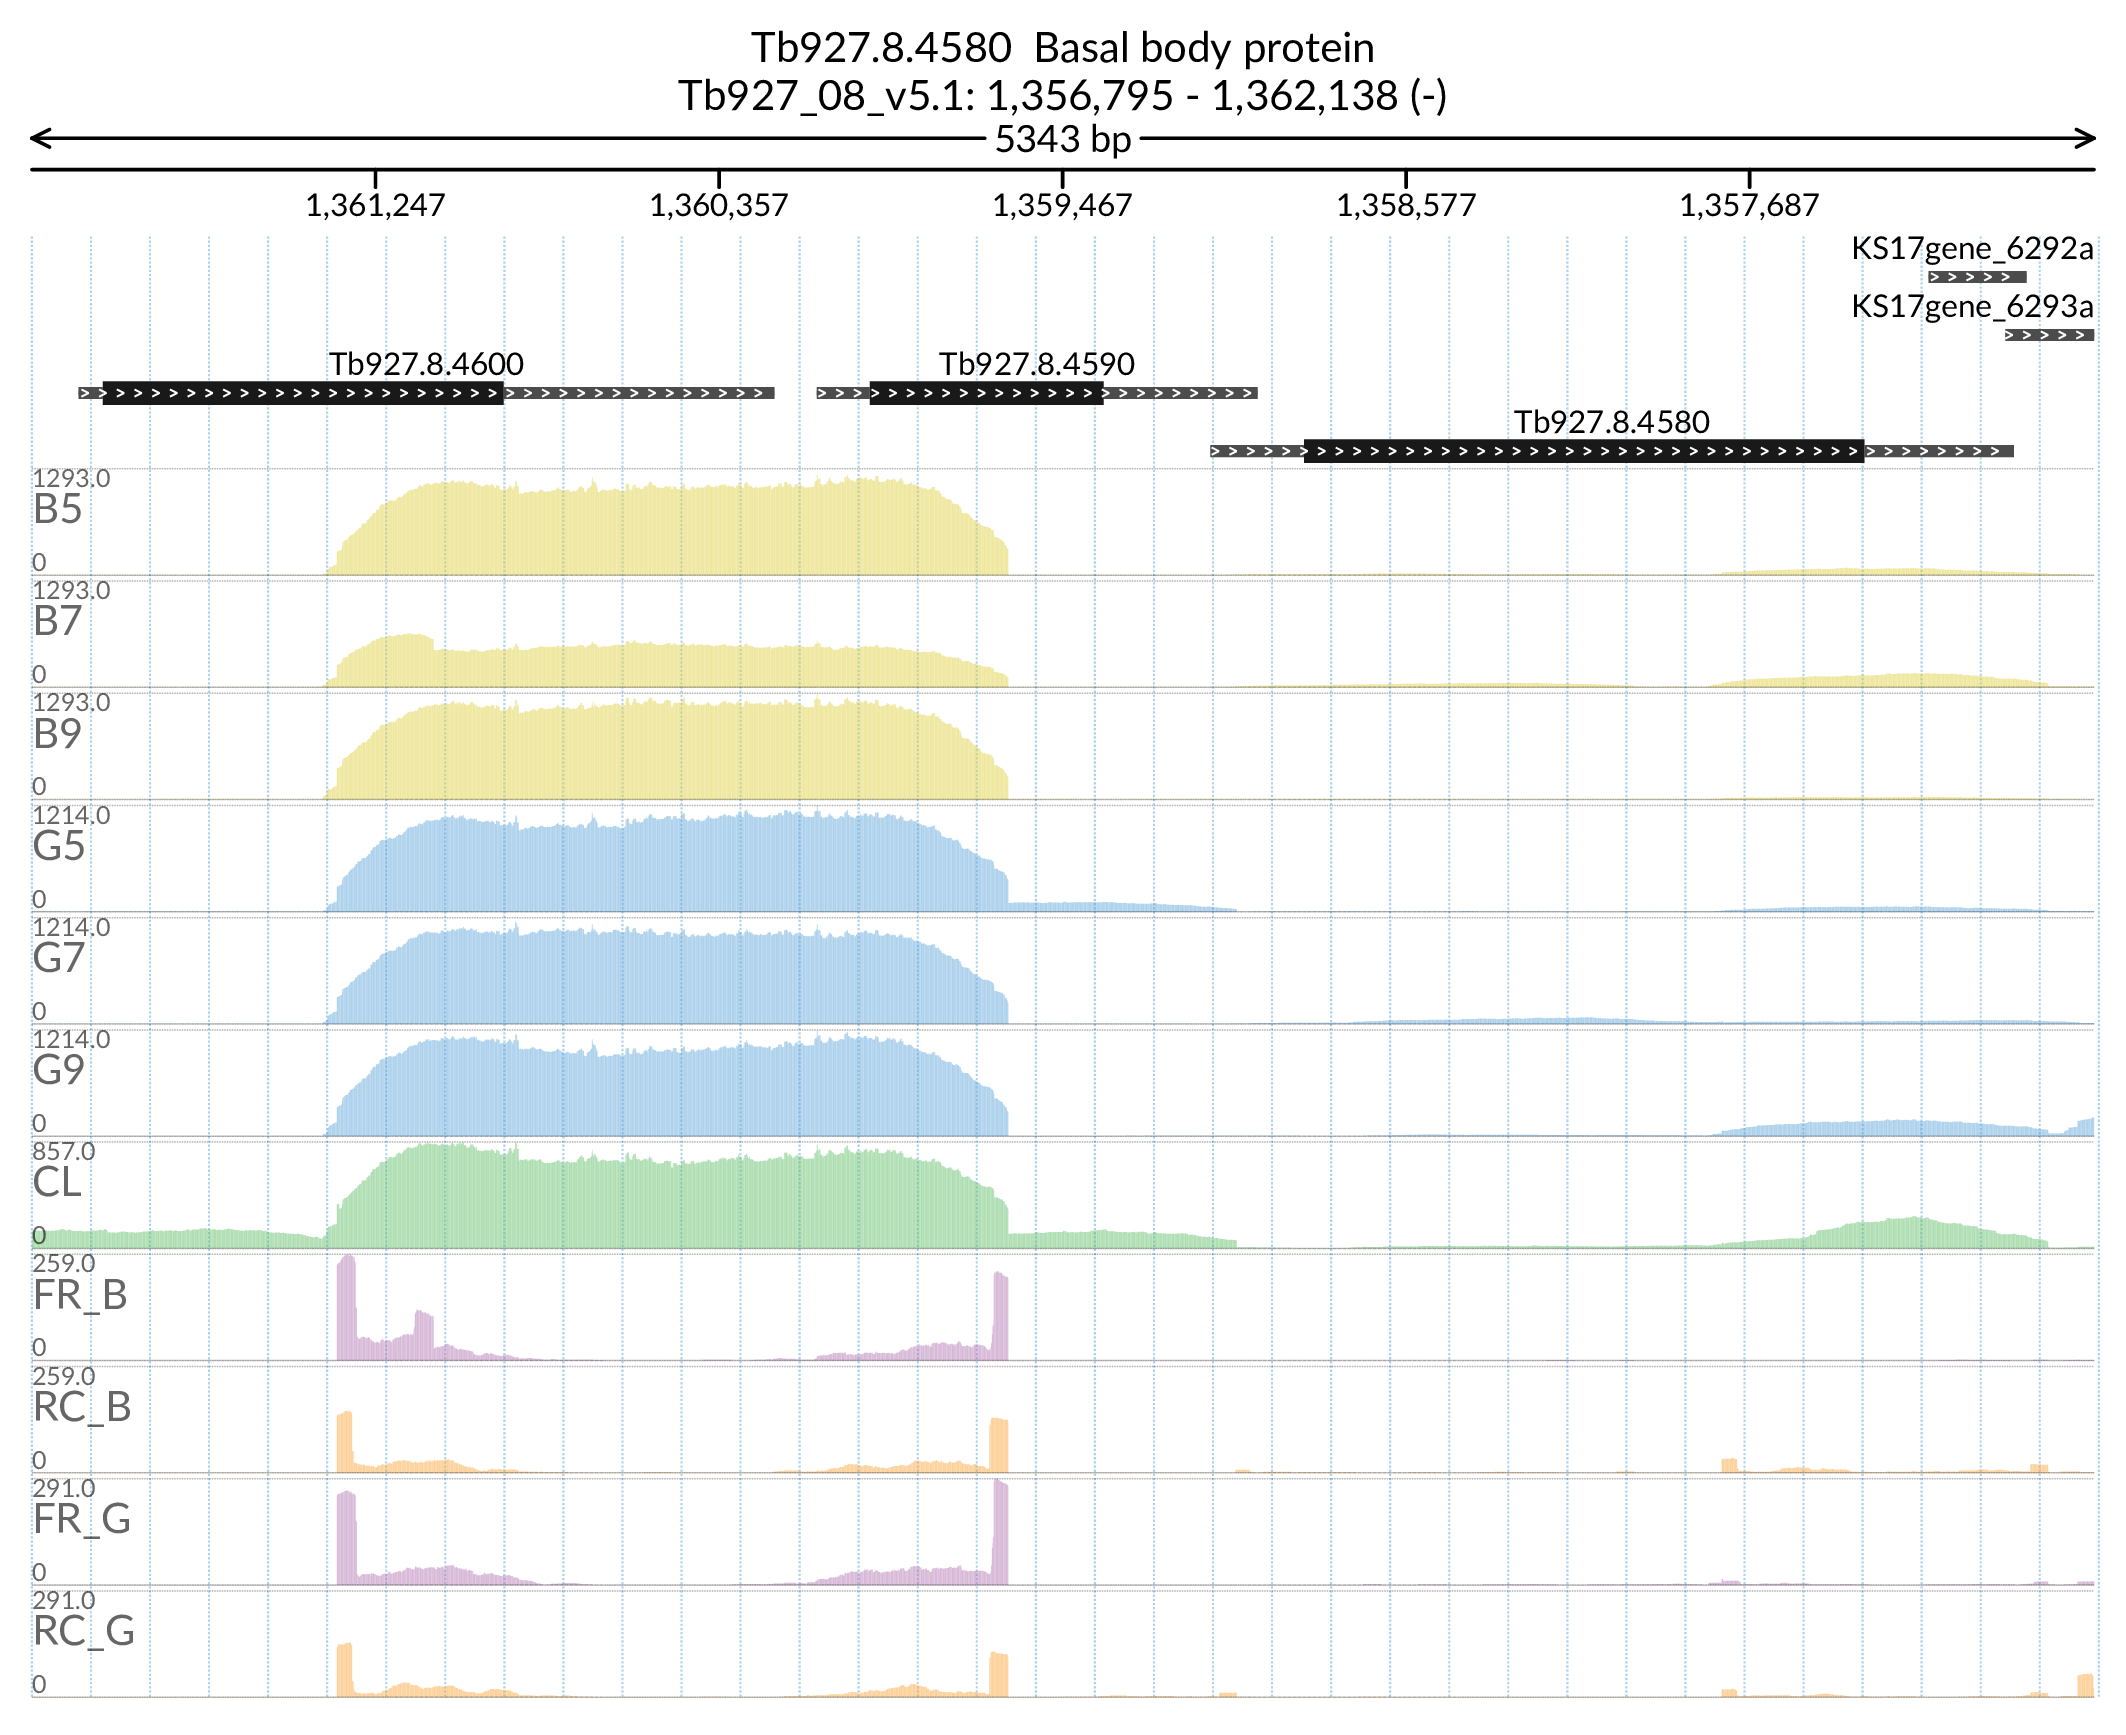 Tb927.8.4580  Basal body protein
Tb927_08_v5.1: 1,356,795 - 1,362,138 (-)
5343 bp
1,361,247 1,360,357 1,359,467 1,358,577 1,357,687
KS17gene_6292a
KS17gene_6293a
Tb927.8.4600 Tb927.8.4590
Tb927.8.4580
1293.0
B5
0
1293.0
B7
0
1293.0
B9
0
1214.0
G5
0
1214.0
G7
0
1214.0
G9
0
857.0
CL
0
259.0
FR_B
0
259.0
RC_B
0
291.0
FR_G
0
291.0
RC_G
0